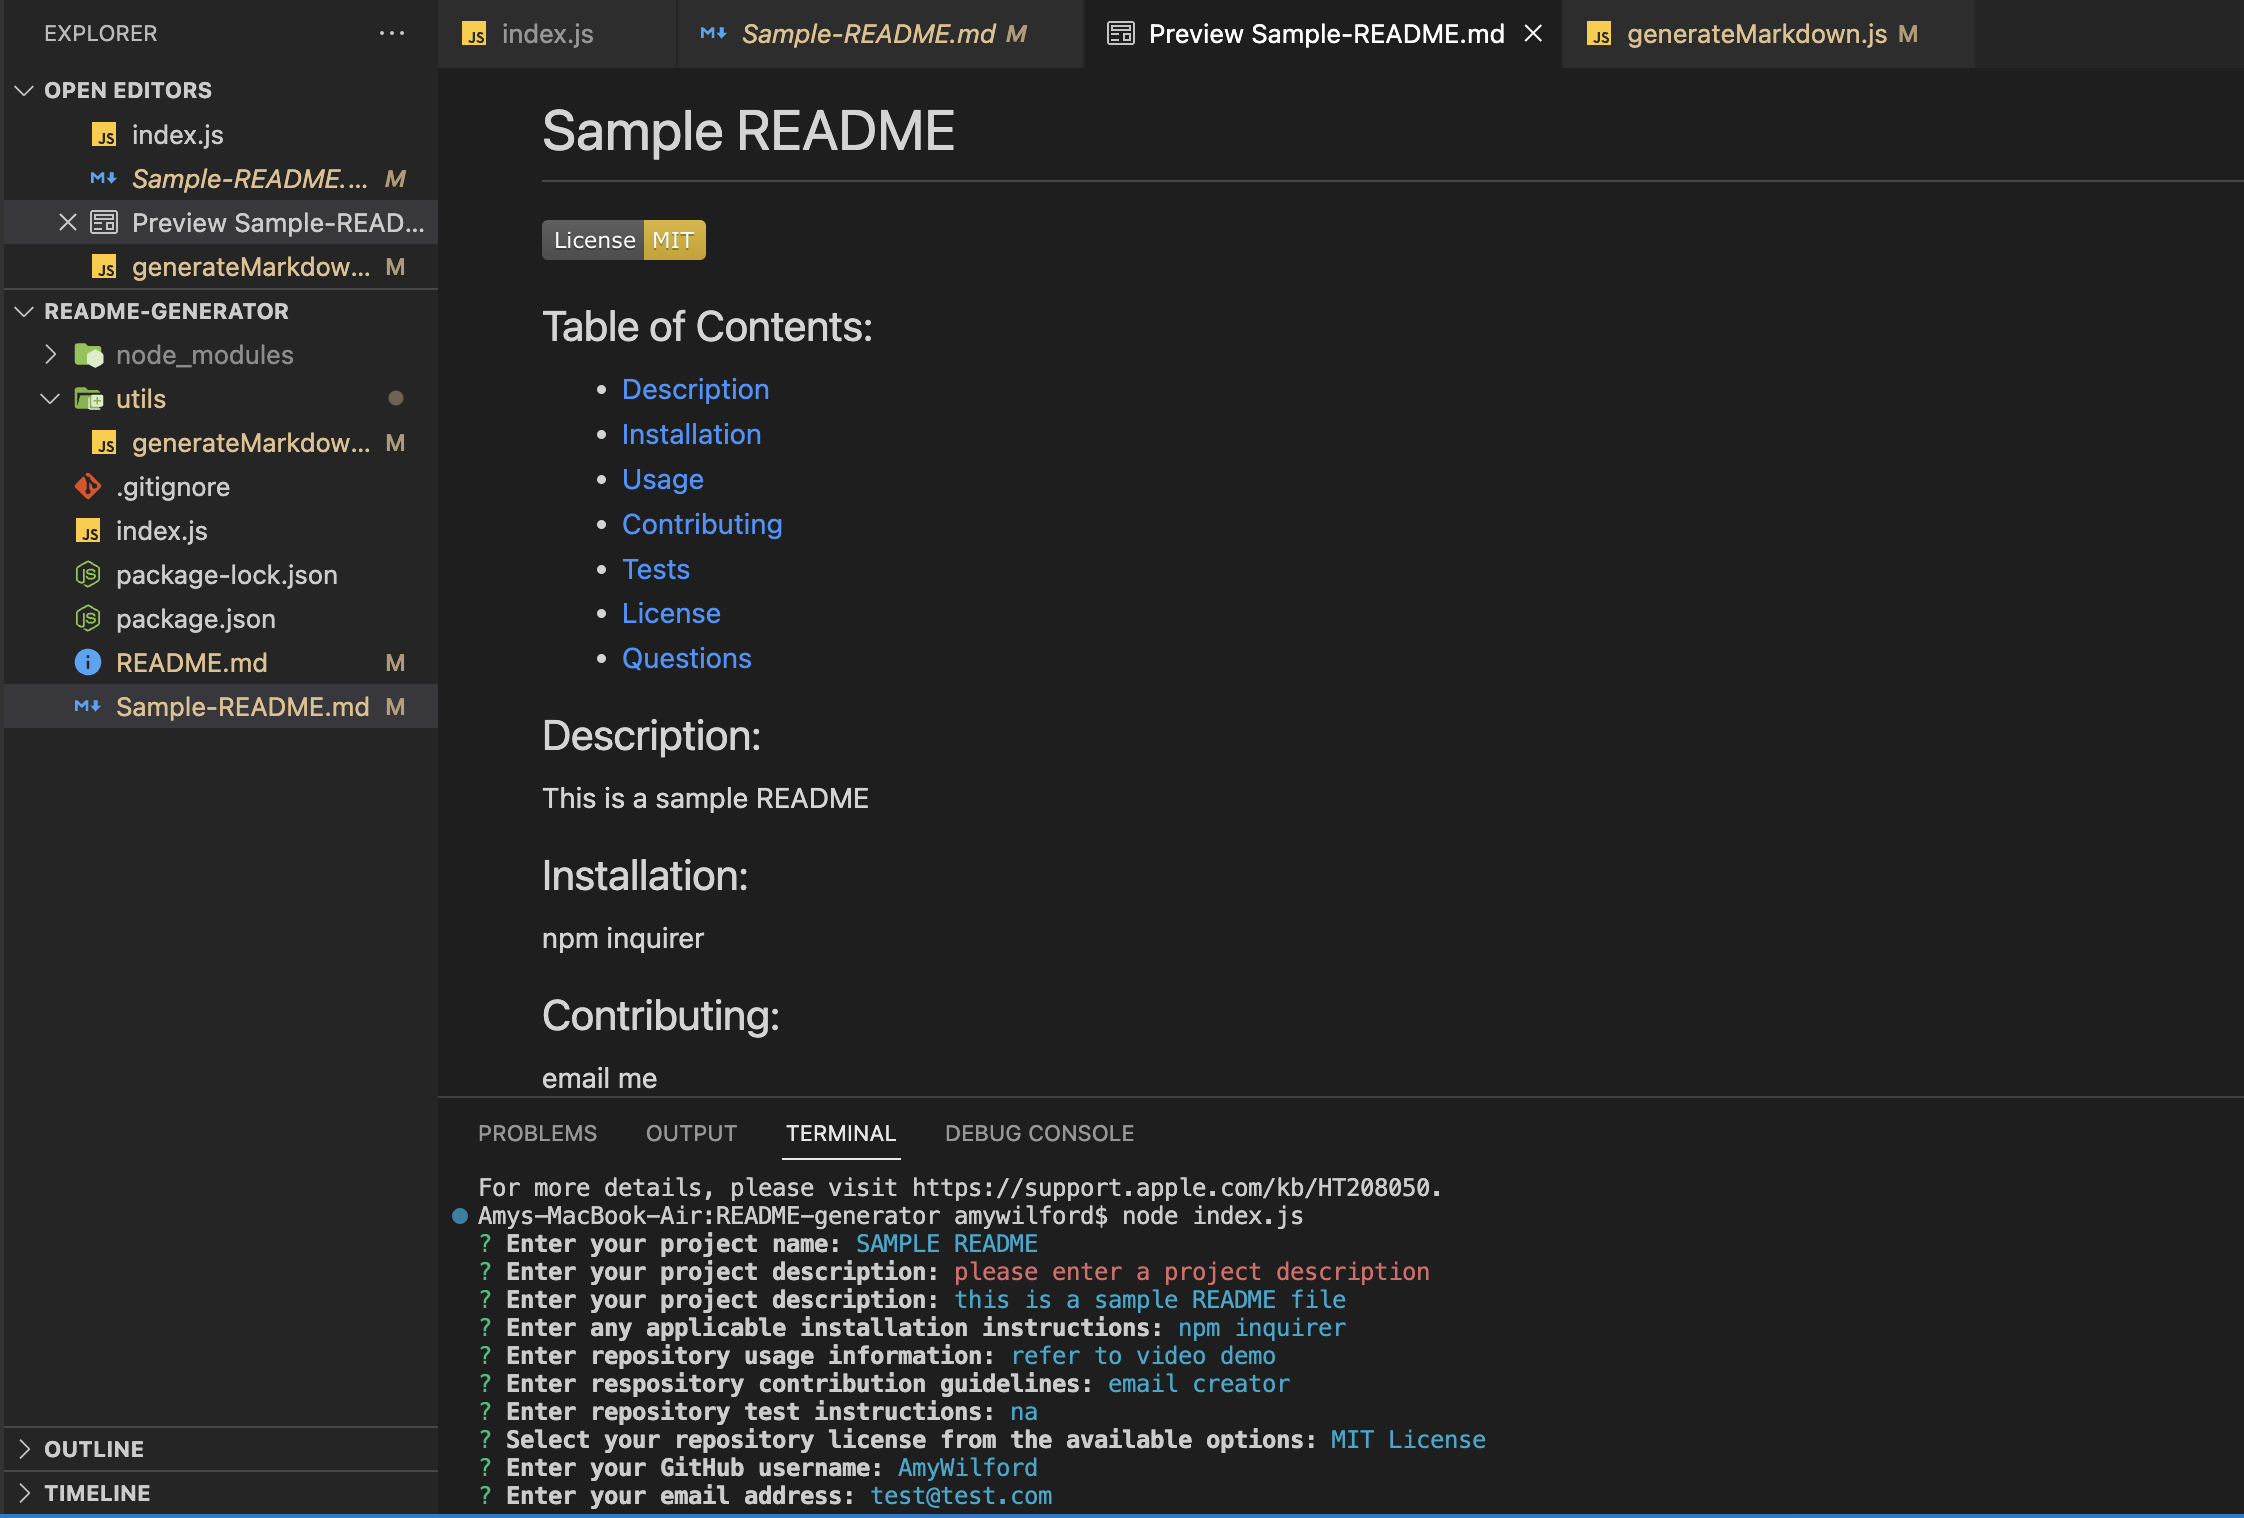 EXPLORER ...
OPEN EDITORS
JS index.js
Sample-README.... M
Preview Sample-READ...
JS generateMarkdow... M
README-GENERATOR
node_modules
utils
JS generateMarkdow... M
.gitignore
JS index.js
package-lock.json
package.json
README.md M
Sample-README.md M
OUTLINE
TIMELINE
JS index.js
Sample-README.md M
Preview Sample-README.md
JS generateMarkdown.js M
Sample README
License MIT
Table of Contents:
Description
Installation
Usage
Contributing
Tests
License
Questions
Description:
This is a sample README
Installation:
npm inquirer
Contributing:
email me
PROBLEMS OUTPUT TERMINAL DEBUG CONSOLE
For more details, please visit https://support.apple.com/kb/HT208050.
Amys-MacBook-Air:README-generator amywilford$ node index.js
? Enter your project name: SAMPLE README
? Enter your project description: please enter a project description
? Enter your project description: this is a sample README file
? Enter any applicable installation instructions: npm inquirer
? Enter repository usage information: refer to video demo
? Enter respository contribution guidelines: email creator
? Enter repository test instructions: na
? Select your repository license from the available options: MIT License
? Enter your GitHub username: AmyWilford
? Enter your email address: test@test.com